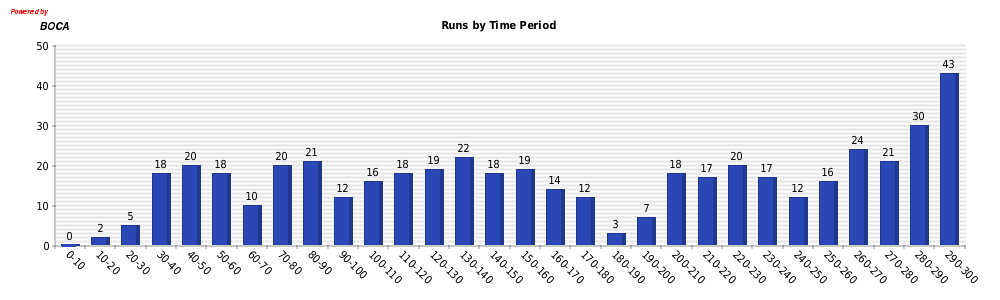 Powered by
BOCA
Runs by Time Period
50
40
30
20
10
0
0 2 5 18 20 18 10 20 21 12 16 18 19 22 18 19 14 12 3 7 18 17 20 17 12 16 24 21 30 43
0-10 10-20 20-30 30-40 40-50 50-60 60-70 70-80 80-90 90-100 100-110 110-120 120-130 130-140 140-150 150-160 160-170 170-180 180-190 190-200 200-210 210-220 220-230 230-240 240-250 250-260 260-270 270-280 280-290 290-300